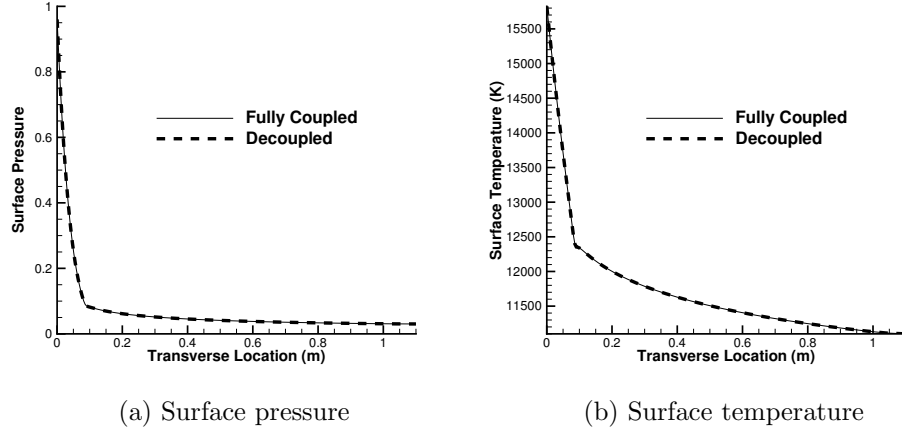 Surface Pressure
1
0.8
0.6
0.4
0.2
0
0 0.2 0.4 0.6 0.8 1
Transverse Location (m)
Fully Coupled
Decoupled
(a) Surface pressure
Surface Temperature (K)
15500
15000
14500
14000
13500
13000
12500
12000
11500
0 0.2 0.4 0.6 0.8 1
Transverse Location (m)
Fully Coupled
Decoupled
(b) Surface temperature